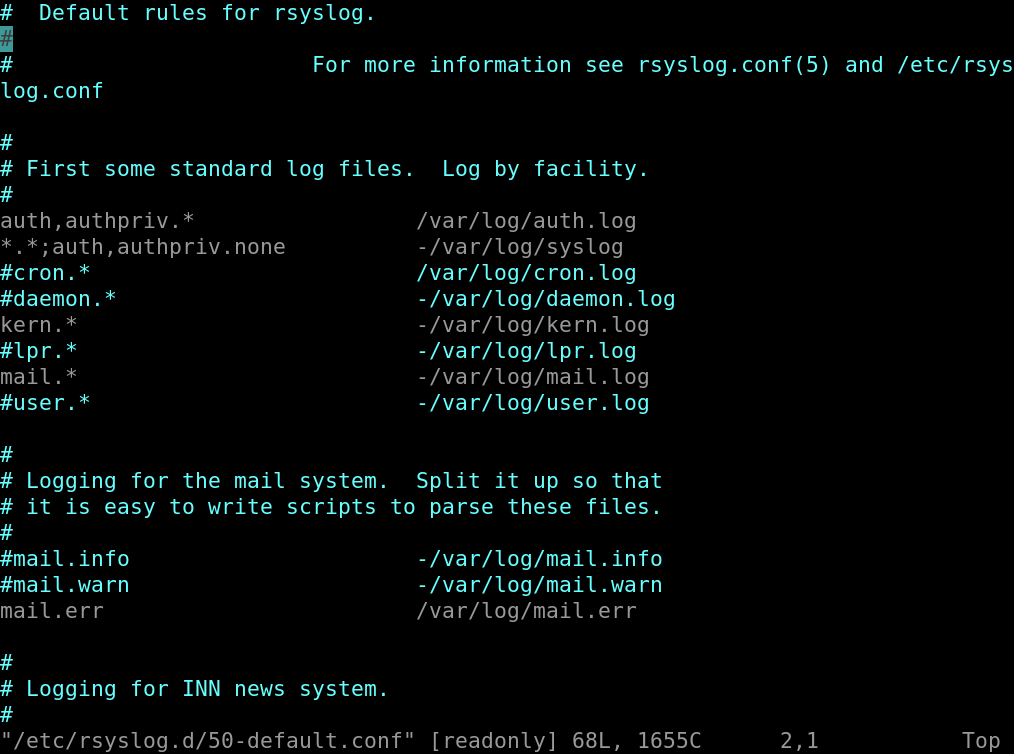 #  Default rules for rsyslog.
#
#                       For more information see rsyslog.conf(5) and /etc/rsys
log.conf

#
# First some standard log files.  Log by facility.
#
auth,authpriv.*                 /var/log/auth.log
*.*;auth,authpriv.none          -/var/log/syslog
#cron.*                         /var/log/cron.log
#daemon.*                       -/var/log/daemon.log
kern.*                          -/var/log/kern.log
#lpr.*                          -/var/log/lpr.log
mail.*                          -/var/log/mail.log
#user.*                         -/var/log/user.log

#
# Logging for the mail system.  Split it up so that
# it is easy to write scripts to parse these files.
#
#mail.info                      -/var/log/mail.info
#mail.warn                      -/var/log/mail.warn
mail.err                        /var/log/mail.err

#
# Logging for INN news system.
#
"/etc/rsyslog.d/50-default.conf" [readonly] 68L, 1655C      2,1           Top